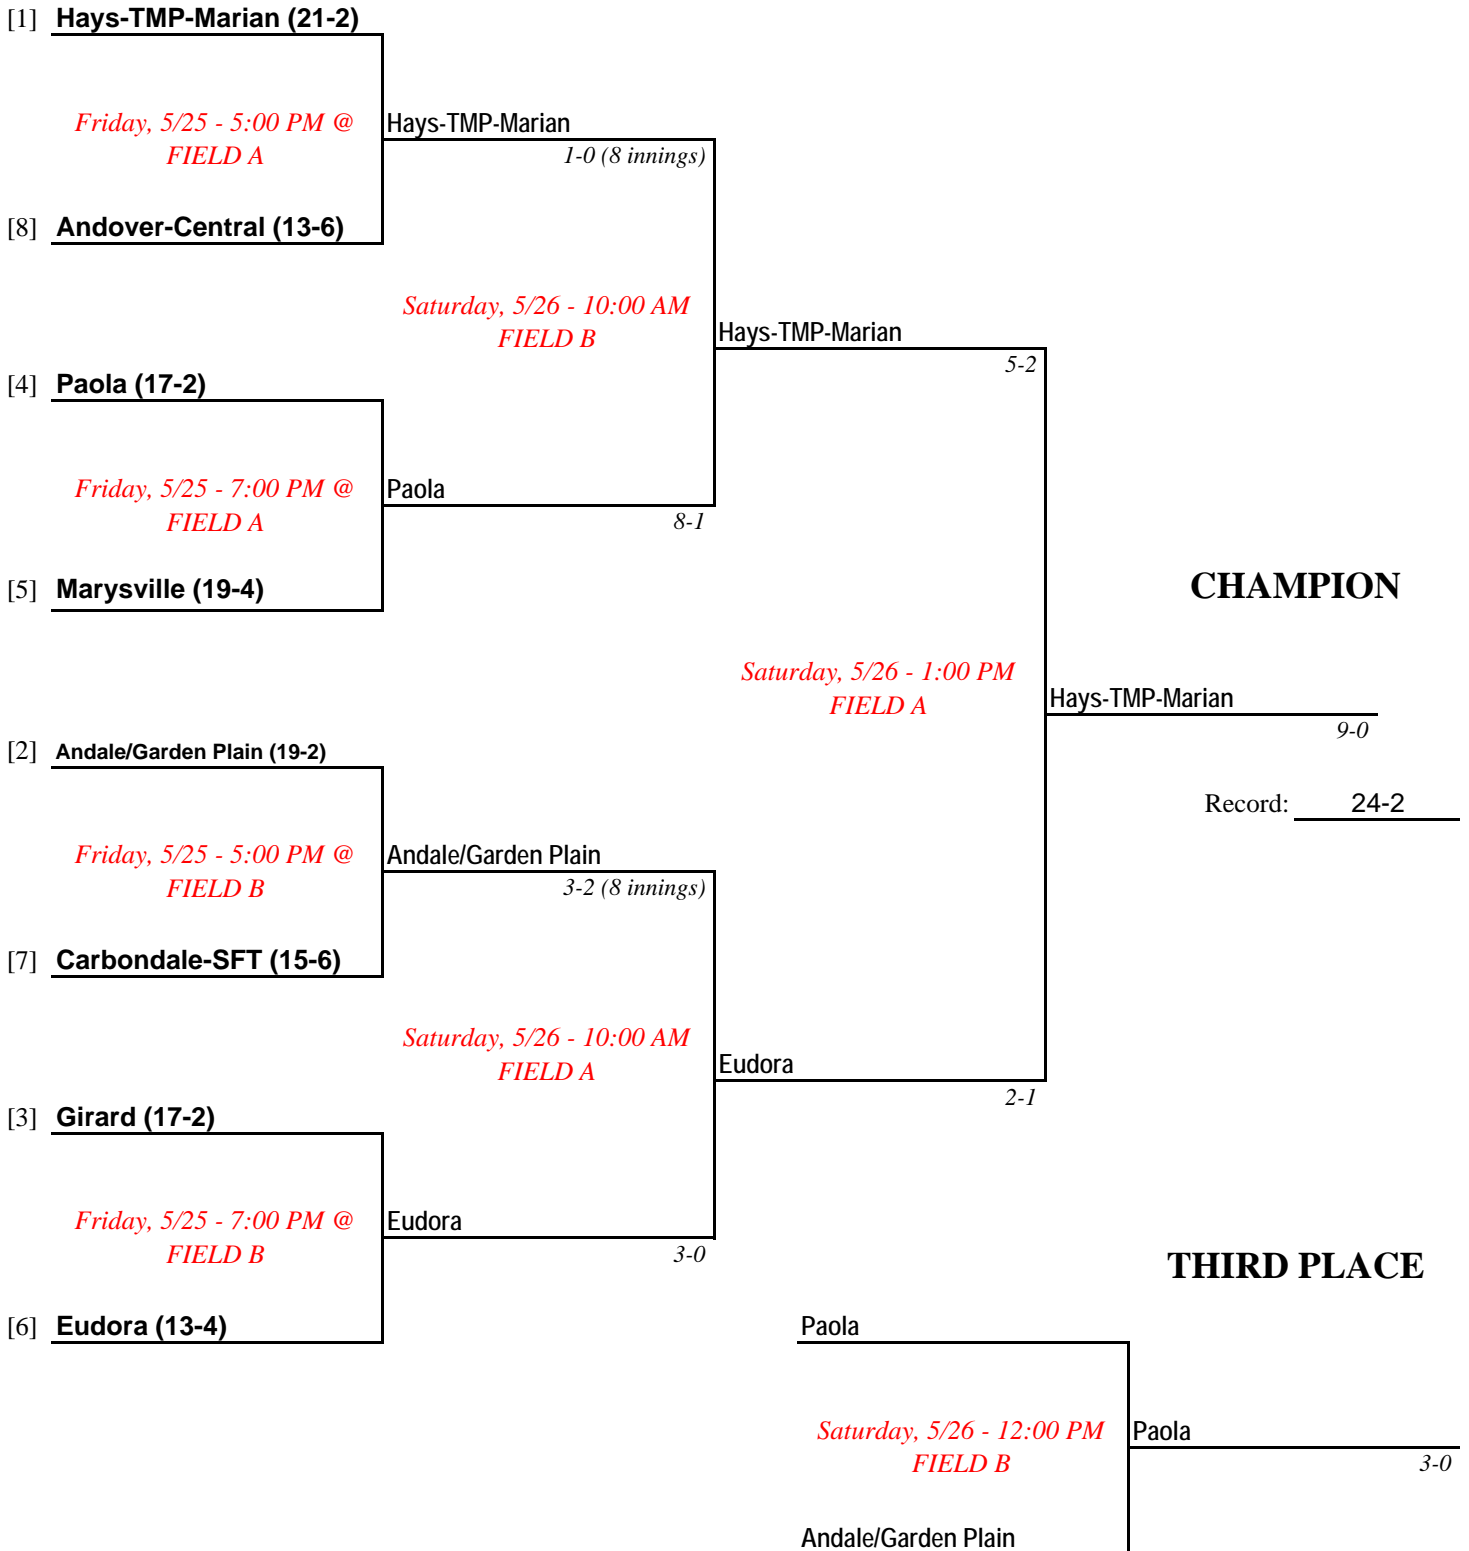 [1] Hays-TMP-Marian (21-2)
Friday, 5/25 - 5:00 PM @
FIELD A
Hays-TMP-Marian
1-0 (8 innings)
[8] Andover-Central (13-6)
Saturday, 5/26 - 10:00 AM
FIELD B
Hays-TMP-Marian
5-2
[4] Paola (17-2)
Friday, 5/25 - 7:00 PM @
FIELD A
Paola
8-1
[5] Marysville (19-4)
CHAMPION
Saturday, 5/26 - 1:00 PM
FIELD A
Hays-TMP-Marian
9-0
Record: 24-2
[2] Andale/Garden Plain (19-2)
Friday, 5/25 - 5:00 PM @
FIELD B
Andale/Garden Plain
3-2 (8 innings)
[7] Carbondale-SFT (15-6)
Saturday, 5/26 - 10:00 AM
FIELD A
Eudora
2-1
[3] Girard (17-2)
Friday, 5/25 - 7:00 PM @
FIELD B
Eudora
3-0
[6] Eudora (13-4)
THIRD PLACE
Paola
Saturday, 5/26 - 12:00 PM
FIELD B
Paola
3-0
Andale/Garden Plain